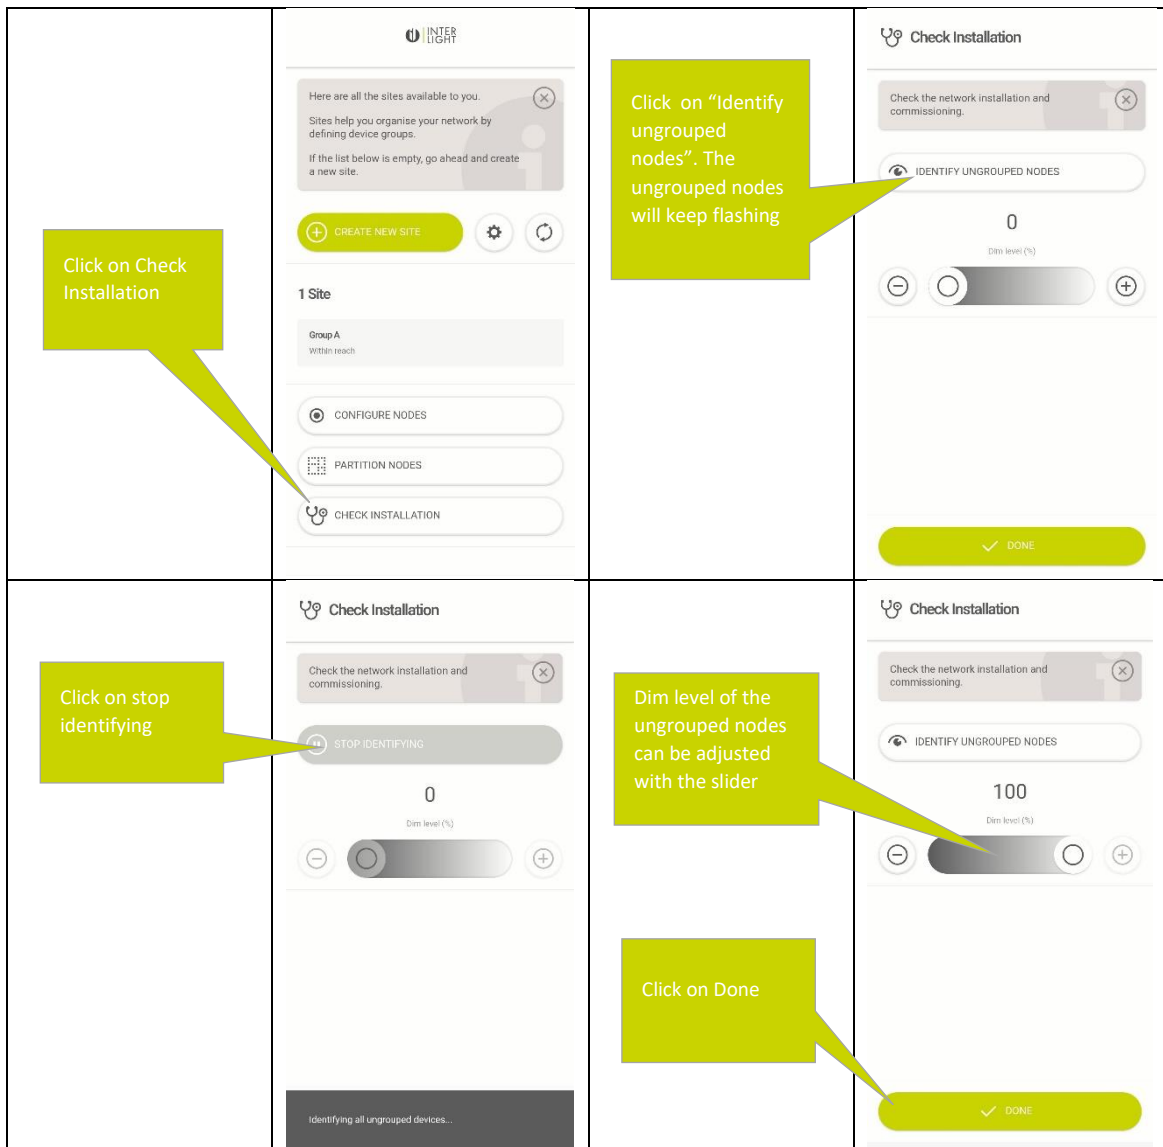 Click on Check
Installation
INTER
LIGHT
Here are all the sites available to you.
Sites help you organise your network by
defining device groups.
If the list below is empty, go ahead and create
a new site.
CREATE NEW SITE
1 Site
Group A
Within reach
CONFIGURE NODES
PARTITION NODES
CHECK INSTALLATION
Click on “Identify
ungrouped
nodes”. The
ungrouped nodes
will keep flashing
Check Installation
Check the network installation and
commissioning.
IDENTIFY UNGROUPED NODES
0
Dim level (%)
DONE
Click on stop
identifying
Check Installation
Check the network installation and
commissioning.
STOP IDENTIFYING
0
Dim level (%)
Identifying all ungrouped devices...
Dim level of the
ungrouped nodes
can be adjusted
with the slider
Click on Done
Check Installation
Check the network installation and
commissioning.
IDENTIFY UNGROUPED NODES
100
Dim level (%)
DONE